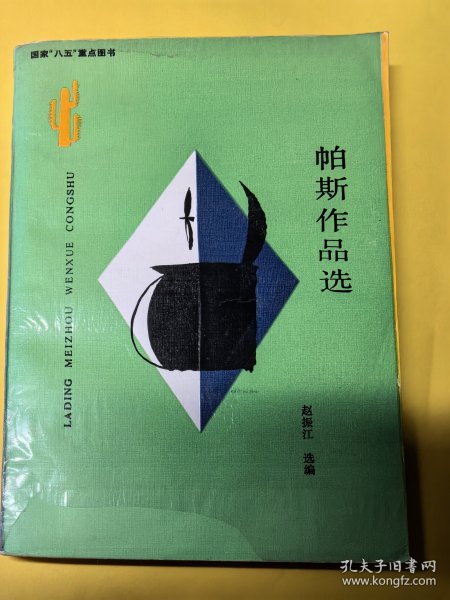 国家“八五”重点图书
LADING MEIZHOU WENXUE CONGSHU
帕斯作品选
赵振江 选编
孔夫子旧书网
www.kongfz.com